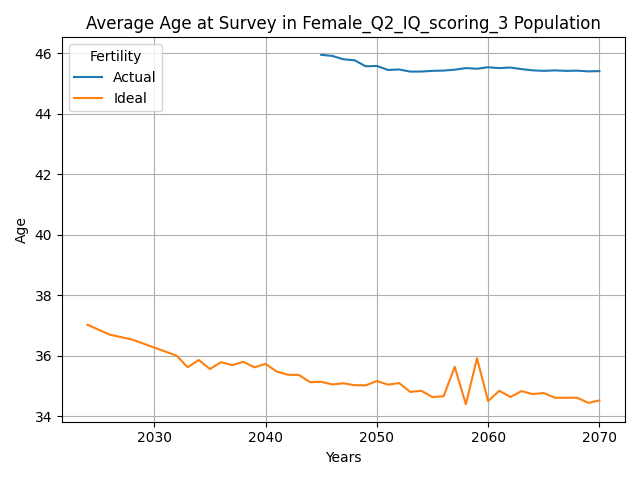 Average Age at Survey in Female_Q2_IQ_scoring_3 Population
Fertility
Actual
Ideal
46
44
42
40
38
36
34
Age
2030
2040
2050
2060
2070
Years